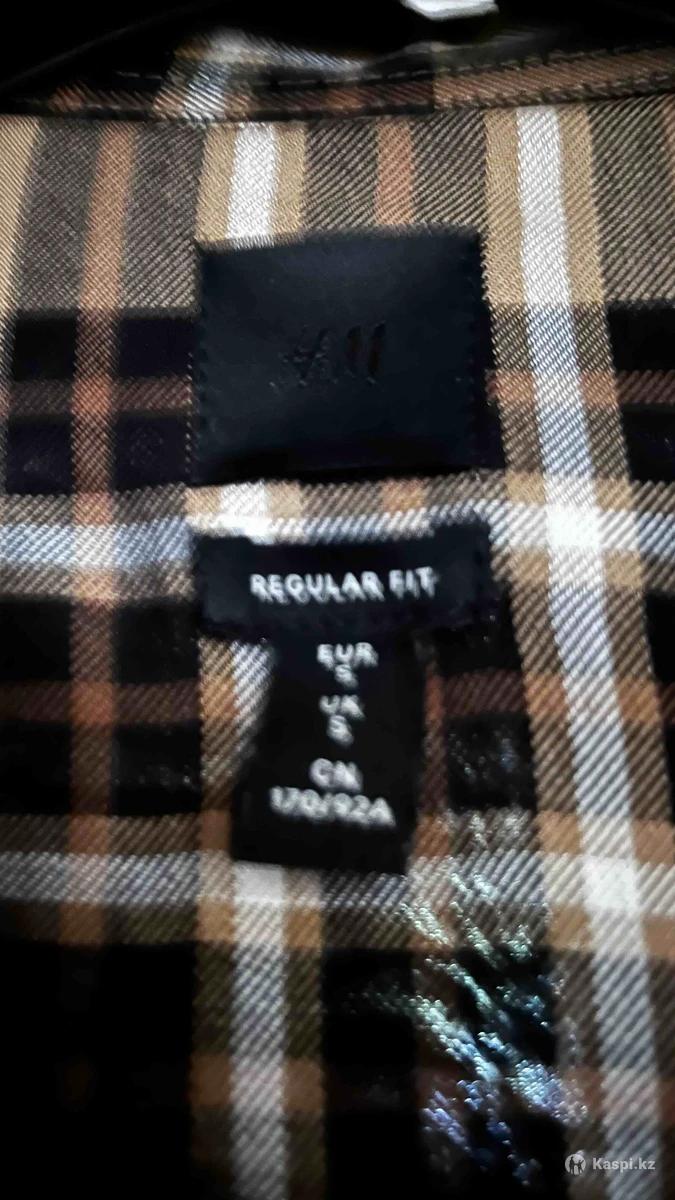 H&M
REGULAR FIT
EUR
S
UK
S
CN
170/92A
Kaspi.kz